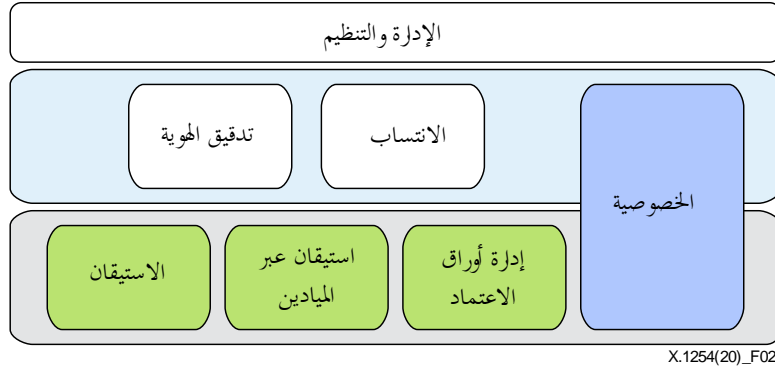 الإدارة والتنظيم
الانتساب
تدقيق الهوية
الخصوصية
إدارة أوراق
الاعتماد
استيقان عبر
الميادين
الاستيقان
X.1254(20)_F02